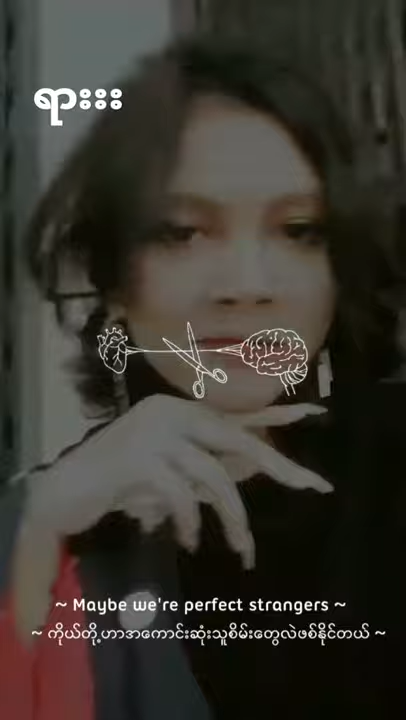 ရားးး
~ Maybe we're perfect strangers ~
~ ကိုယ်တို့ဟာအကောင်းဆုံးသူစိမ်းတွေလဲဖစ်နိုင်တယ် ~